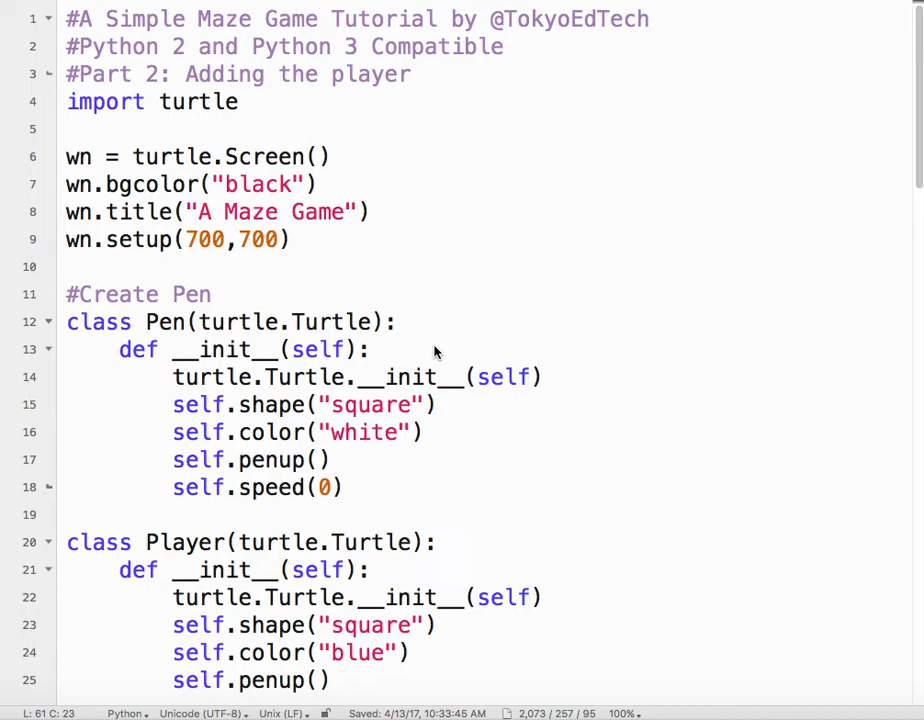 1 #A Simple Maze Game Tutorial by @TokyoEdTech
2 #Python 2 and Python 3 Compatible
3 #Part 2: Adding the player
4 import turtle
5
6 wn = turtle.Screen()
7 wn.bgcolor("black")
8 wn.title("A Maze Game")
9 wn.setup(700,700)
10
11 #Create Pen
12 class Pen(turtle.Turtle):
13     def __init__(self):
14         turtle.Turtle.__init__(self)
15         self.shape("square")
16         self.color("white")
17         self.penup()
18         self.speed(0)
19
20 class Player(turtle.Turtle):
21     def __init__(self):
22         turtle.Turtle.__init__(self)
23         self.shape("square")
24         self.color("blue")
25         self.penup()
L: 61 C: 23 Python Unicode (UTF-8) Unix (LF) Saved: 4/13/17, 10:33:45 AM 2,073 / 257 / 95 100%